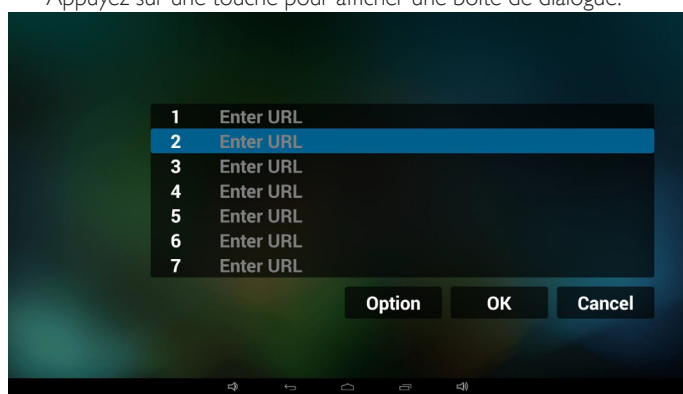 Appuyez sur une touche pour afficher une boîte de dialogue.
1 Enter URL
2 Enter URL
3 Enter URL
4 Enter URL
5 Enter URL
6 Enter URL
7 Enter URL
Option OK Cancel